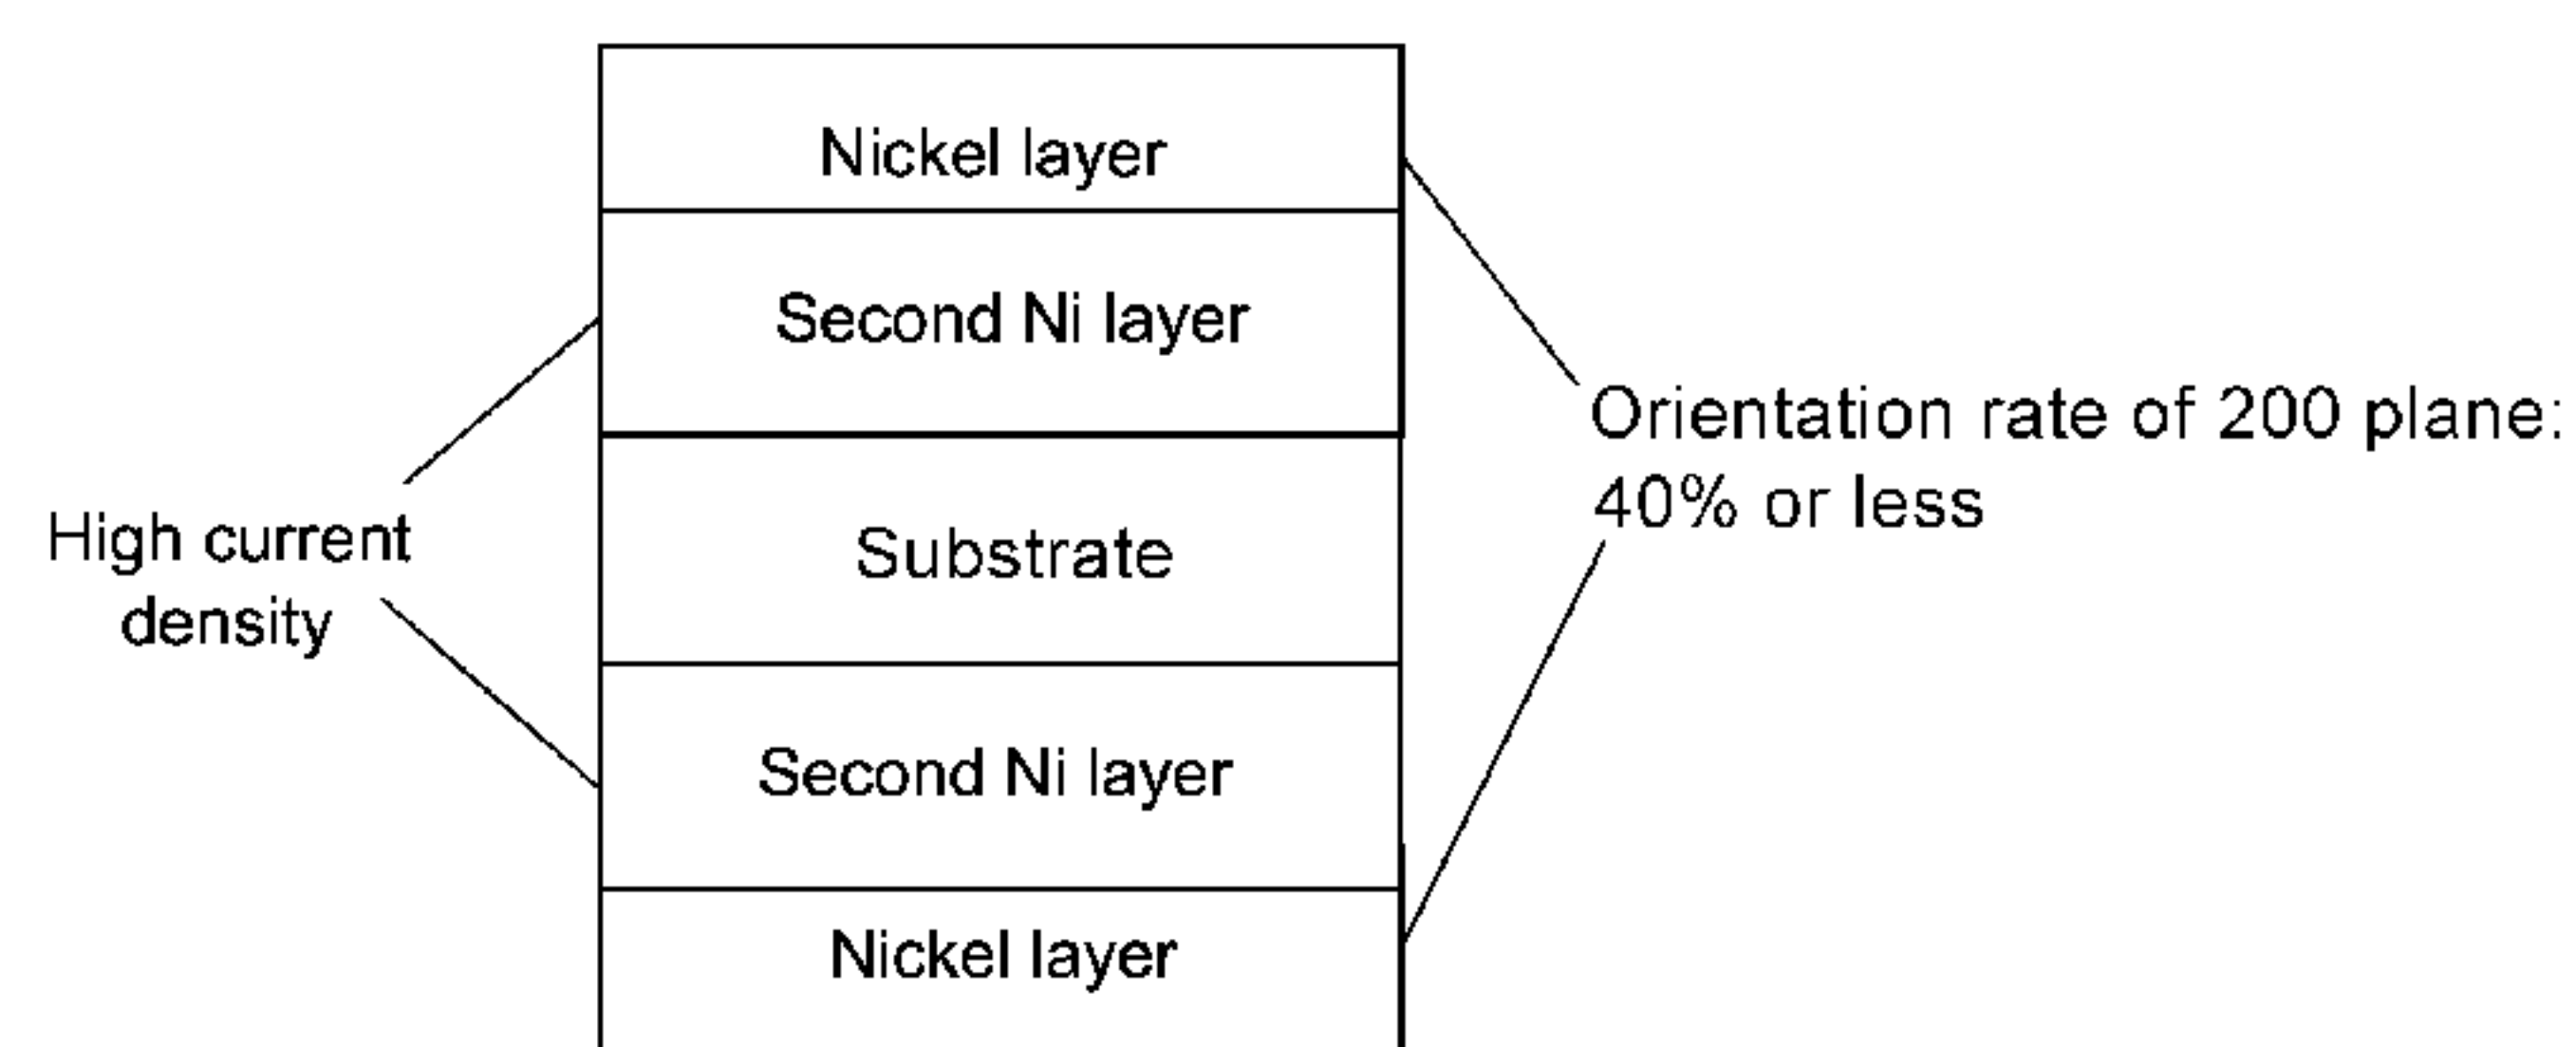 Nickel layer
Second Ni layer
Orientation rate of 200 plane:
40% or less
High current
density
Substrate
Second Ni layer
Nickel layer